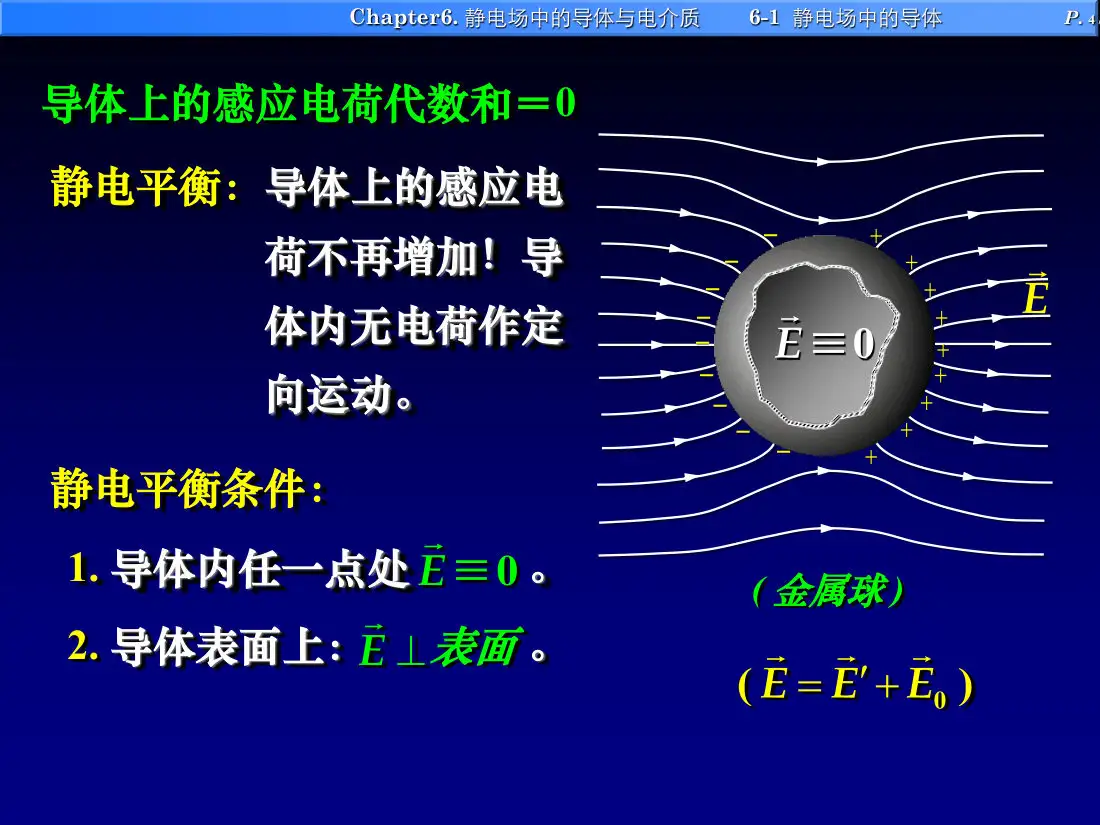 Chapter6. 静电场中的导体与电介质 6-1 静电场中的导体 P. 4
导体上的感应电荷代数和＝0
静电平衡：导体上的感应电
荷不再增加！导
体内无电荷作定
向运动。
静电平衡条件：
1. 导体内任一点处 E⃗ ≡ 0 。
2. 导体表面上：E⃗ ⊥ 表面 。
E⃗
E⃗ ≡ 0
（金属球）
( E⃗ = E⃗′ + E⃗₀ )